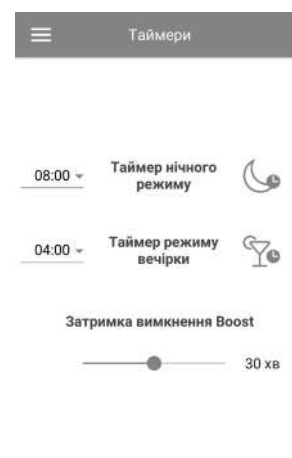 Таймери
08:00
Таймер нічного
режиму
04:00
Таймер режиму
вечірки
Затримка вимкнення Boost
30 хв